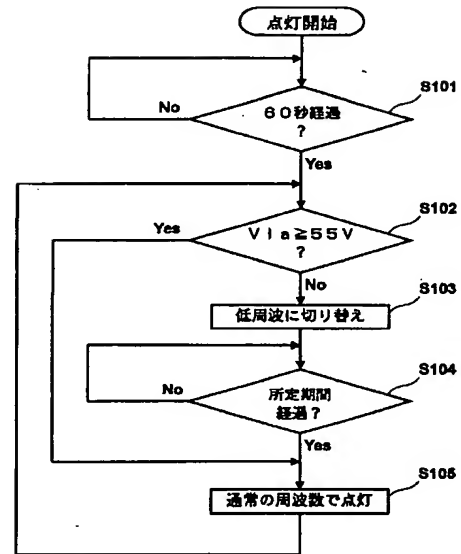 点灯開始
S101
60秒経過
?
No
Yes
S102
Vla≧55V
?
Yes
No
S103
低周波に切り替え
S104
所定期間
経過?
No
Yes
S105
通常の周波数で点灯